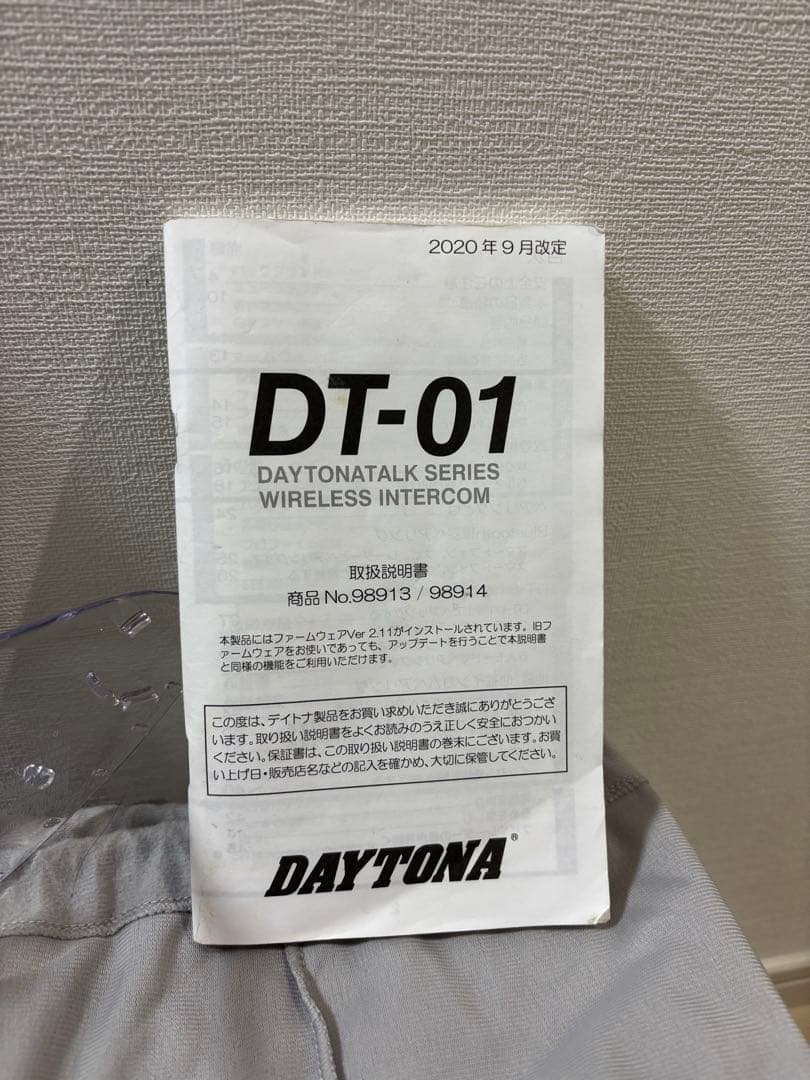 2020年9月改定
DT-01
DAYTONATALK SERIES
WIRELESS INTERCOM
取扱説明書
商品No.98913 / 98914
本製品にはファームウェアVer 2.11がインストールされています。旧フ
ァームウェアをお使いであっても、アップデートを行うことで本説明書
と同様の機能をご利用いただけます。
この度は、デイトナ製品をお買い求めいただき誠にありがとうござ
います。取り扱い説明書をよくお読みのうえ正しく安全におつかい
ください。保証書は、この取り扱い説明書の巻末にございます。お買
い上げ日・販売店名などの記入を確かめ、大切に保管してください。
DAYTONA®